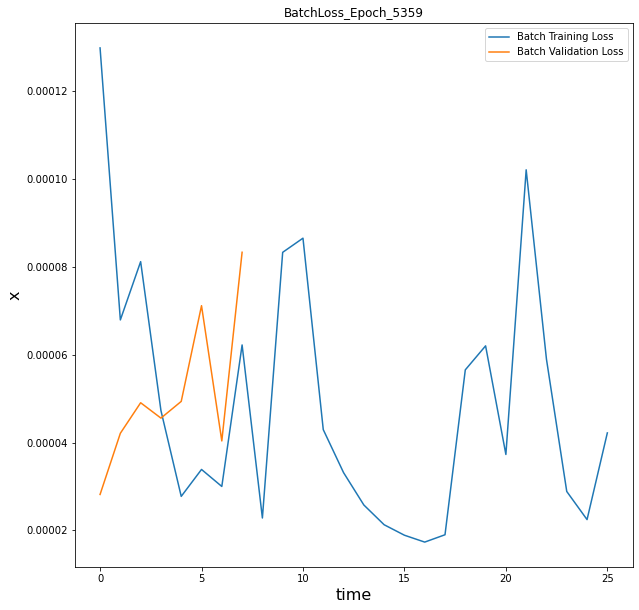 BatchLoss_Epoch_5359
Batch Training Loss
Batch Validation Loss
0.00012
0.00010
0.00008
0.00006
0.00004
0.00002
x
0 5 10 15 20 25
time